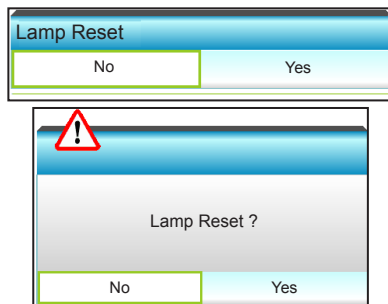 Lamp Reset
No Yes
!
Lamp Reset ?
No Yes